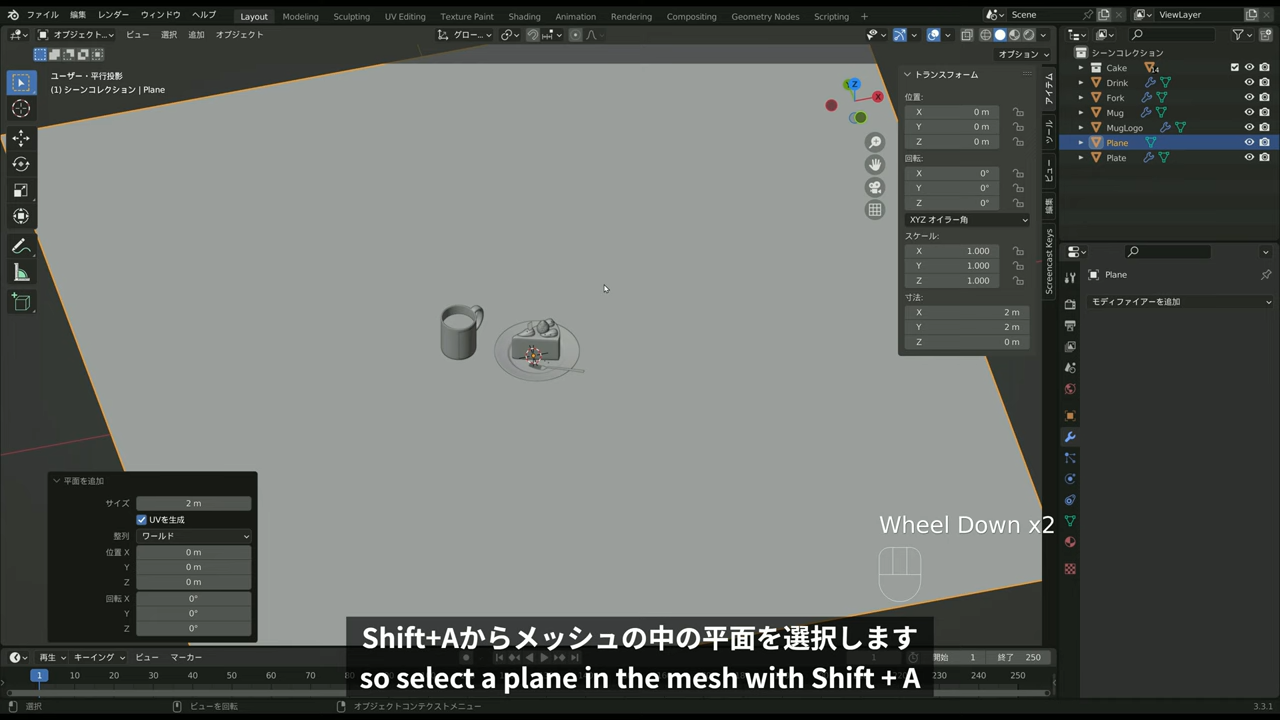 ファイル 編集 レンダー ウィンドウ ヘルプ Layout Modeling Sculpting UV Editing Texture Paint Shading Animation Rendering Compositing Geometry Nodes Scripting + Scene ViewLayer
オブジェクト... ビュー 選択 追加 オブジェクト グロー...
オプション
ユーザー・平行投影
(1) シーンコレクション | Plane
Z
X
トランスフォーム
位置:
X 0 m
Y 0 m
Z 0 m
回転:
X 0°
Y 0°
Z 0°
XYZ オイラー角
スケール:
X 1.000
Y 1.000
Z 1.000
寸法:
X 2 m
Y 2 m
Z 0 m
アイテム
ツール
ビュー
編集
Screencast Keys
シーンコレクション
Cake 14
Drink
Fork
Mug
MugLogo
Plane
Plate
Plane
モディファイアーを追加
平面を追加
サイズ 2 m
UVを生成
整列 ワールド
位置 X 0 m
Y 0 m
Z 0 m
回転 X 0°
Y 0°
Z 0°
Wheel Down x2
Shift+Aからメッシュの中の平面を選択します
so select a plane in the mesh with Shift + A
再生 キーイング ビュー マーカー 開始 1 終了 250
1 220 230 240 250
選択 ビューを回転 オブジェクトコンテクストメニュー 3.3.1